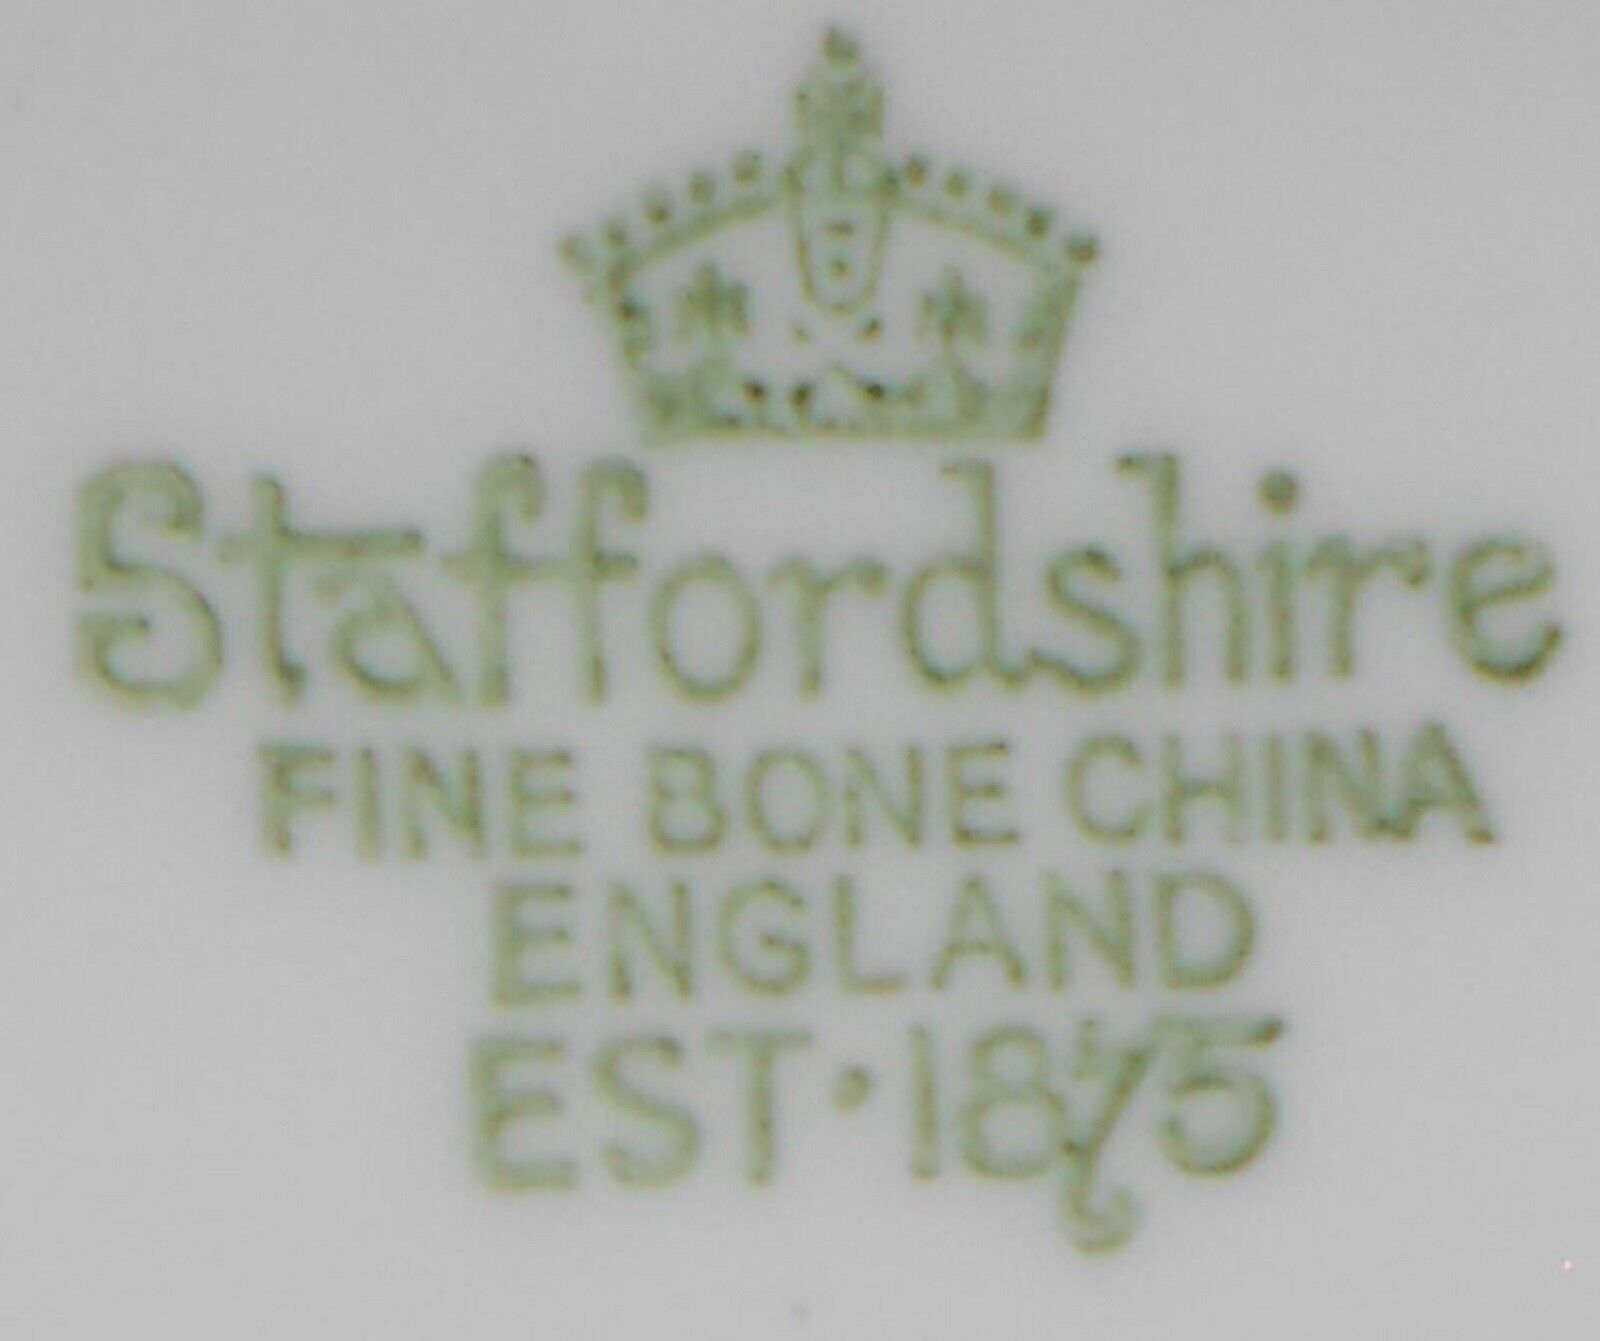 Staffordshire
FINE BONE CHINA
ENGLAND
EST·1875